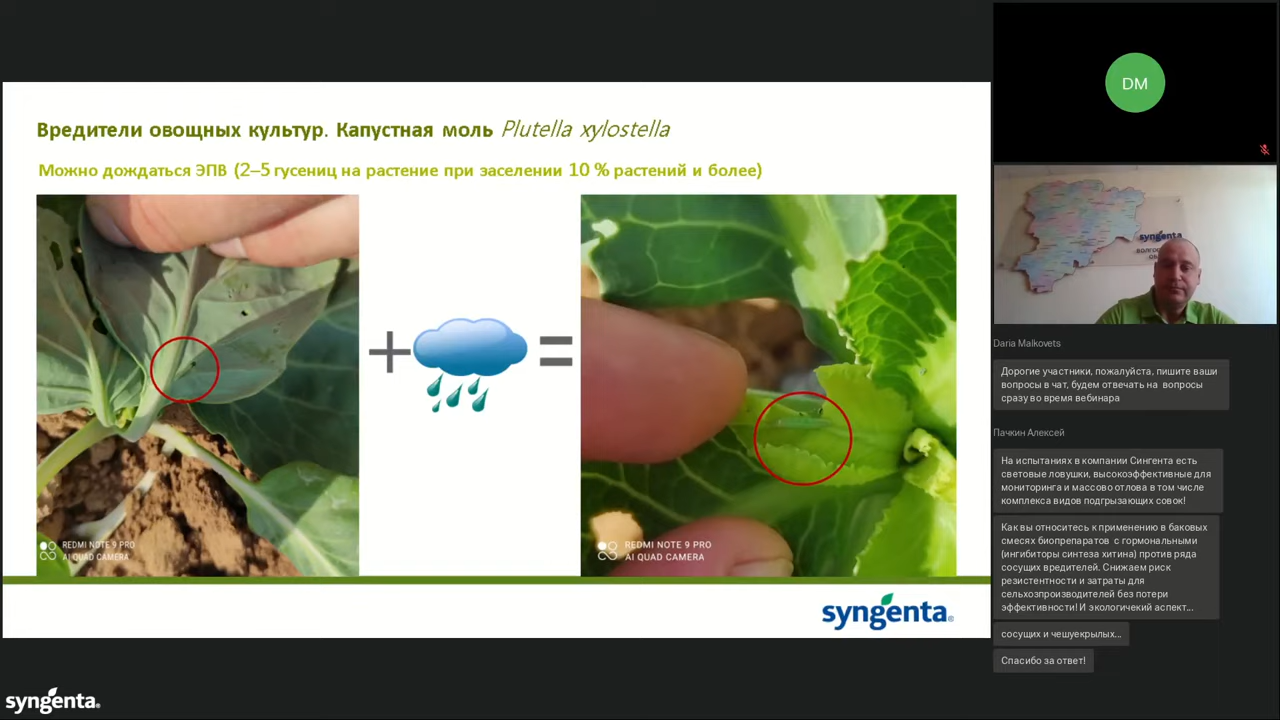 Вредители овощных культур. Капустная моль Plutella xylostella
Можно дождаться ЭПВ (2–5 гусениц на растение при заселении 10 % растений и более)
REDMI NOTE 9 PRO
AI QUAD CAMERA
REDMI NOTE 9 PRO
AI QUAD CAMERA
syngenta
syngenta
DM
syngenta
Daria Malkovets
Дорогие участники, пожалуйста, пишите ваши
вопросы в чат, будем отвечать на вопросы
сразу во время вебинара
Пачкин Алексей
На испытаниях в компании Сингента есть
световые ловушки, высокоэффективные для
мониторинга и массово отлова в том числе
комплекса видов подгрызающих совок!
Как вы относитесь к применению в баковых
смесях биопрепаратов с гормональными
(ингибиторы синтеза хитина) против ряда
сосущих вредителей. Снижаем риск
резистентности и затраты для
сельхозпроизводителей без потери
эффективности! И экологичекий аспект...
сосущих и чешуекрылых...
Спасибо за ответ!